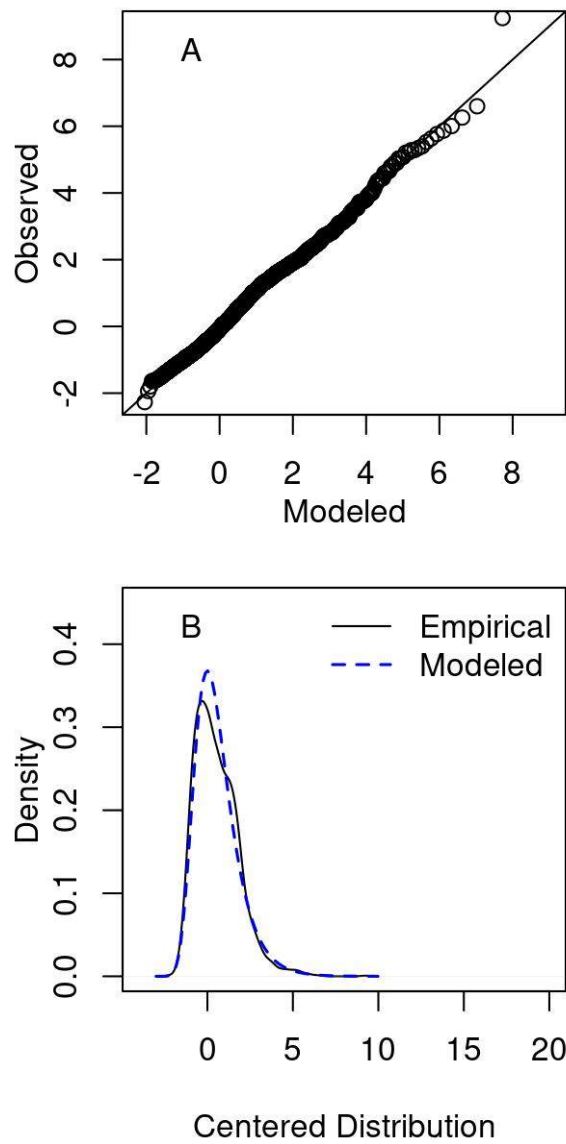 A
8
6
4
2
0
-2
Observed
-2 0 2 4 6 8
Modeled
B
Empirical
Modeled
0.4
0.3
0.2
0.1
0.0
Density
0 5 10 15 20
Centered Distribution